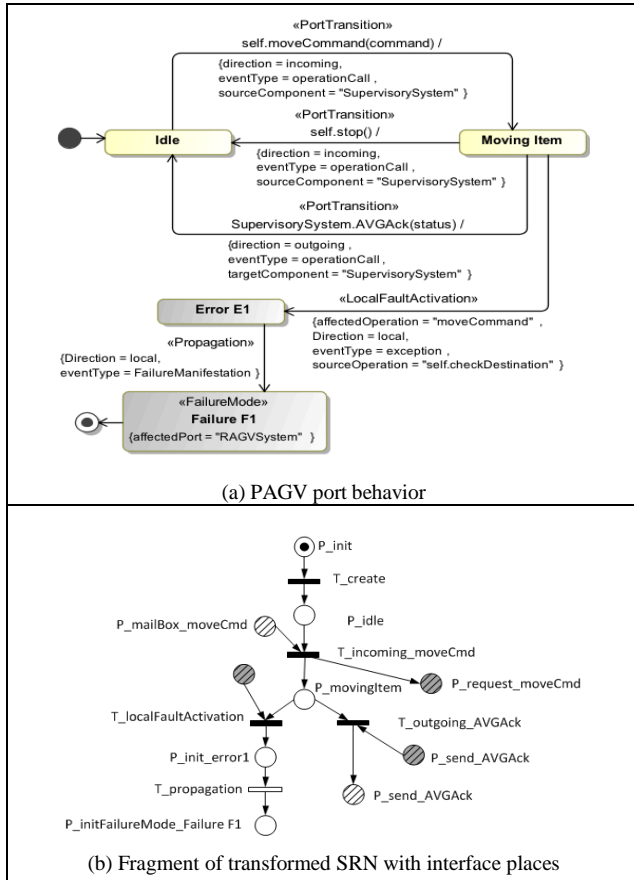 «PortTransition»
self.moveCommand(command) /
{direction = incoming,
eventType = operationCall ,
sourceComponent = "SupervisorySystem" }
«PortTransition»
self.stop() /
Idle
Moving Item
{direction = incoming,
eventType = operationCall ,
sourceComponent = "SupervisorySystem" }
«PortTransition»
SupervisorySystem.AVGAck(status) /
{direction = outgoing ,
eventType = operationCall ,
targetComponent = "SupervisorySystem" }
«LocalFaultActivation»
Error E1
{affectedOperation = "moveCommand" ,
Direction = local,
eventType = exception ,
sourceOperation = "self.checkDestination" }
«Propagation»
{Direction = local,
eventType = FailureManifestation }
«FailureMode»
Failure F1
{affectedPort = "RAGVSystem" }
(a) PAGV port behavior
P_init
T_create
P_idle
P_mailBox_moveCmd
T_incoming_moveCmd
P_request_moveCmd
P_movingItem
T_localFaultActivation
T_outgoing_AVGAck
P_init_error1
P_send_AVGAck
T_propagation
P_send_AVGAck
P_initFailureMode_Failure F1
(b) Fragment of transformed SRN with interface places